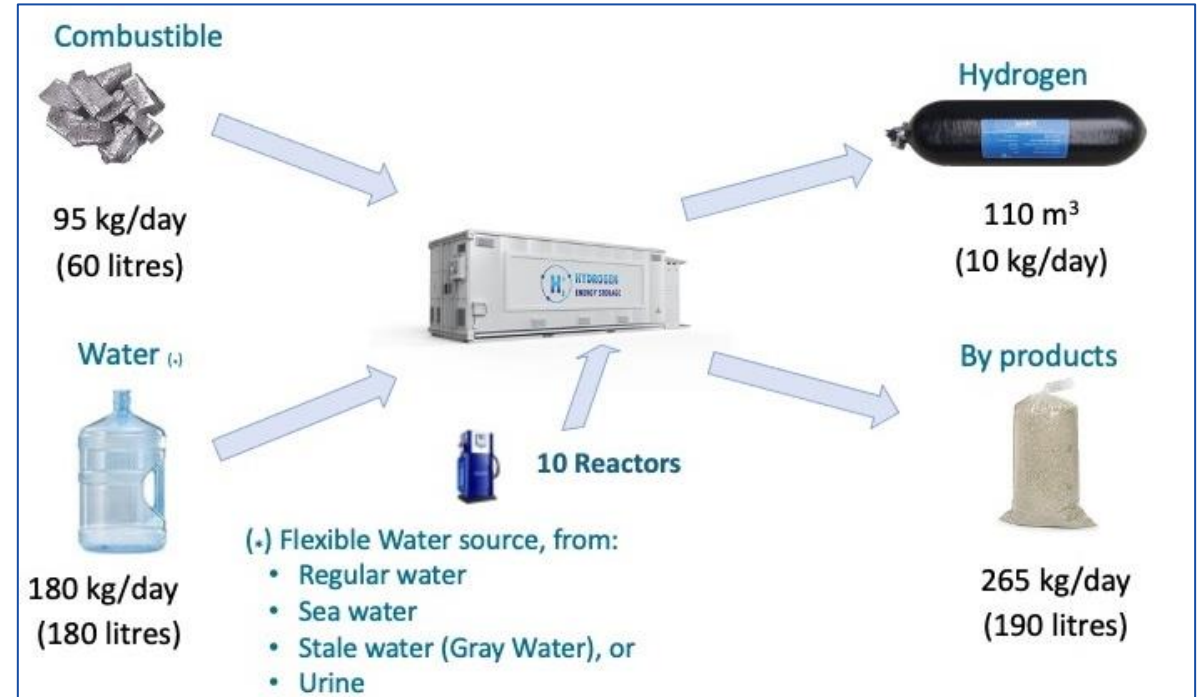 Combustible
95 kg/day
(60 litres)
Water (•)
180 kg/day
(180 litres)
H2 HYDROGEN
ENERGY STORAGE
10 Reactors
(•) Flexible Water source, from:
• Regular water
• Sea water
• Stale water (Gray Water), or
• Urine
Hydrogen
110 m³
(10 kg/day)
By products
265 kg/day
(190 litres)